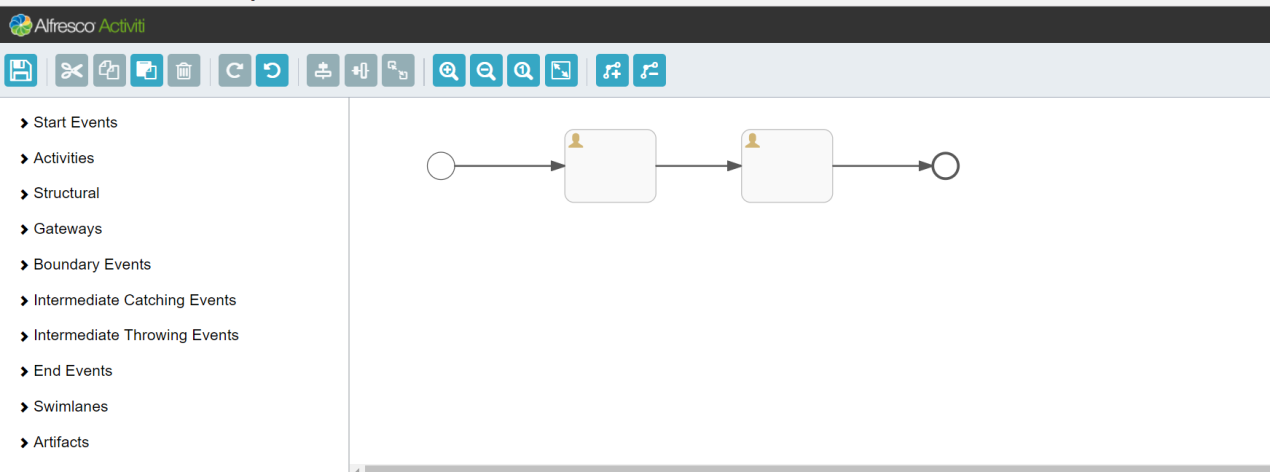 Alfresco Activiti
Start Events
Activities
Structural
Gateways
Boundary Events
Intermediate Catching Events
Intermediate Throwing Events
End Events
Swimlanes
Artifacts